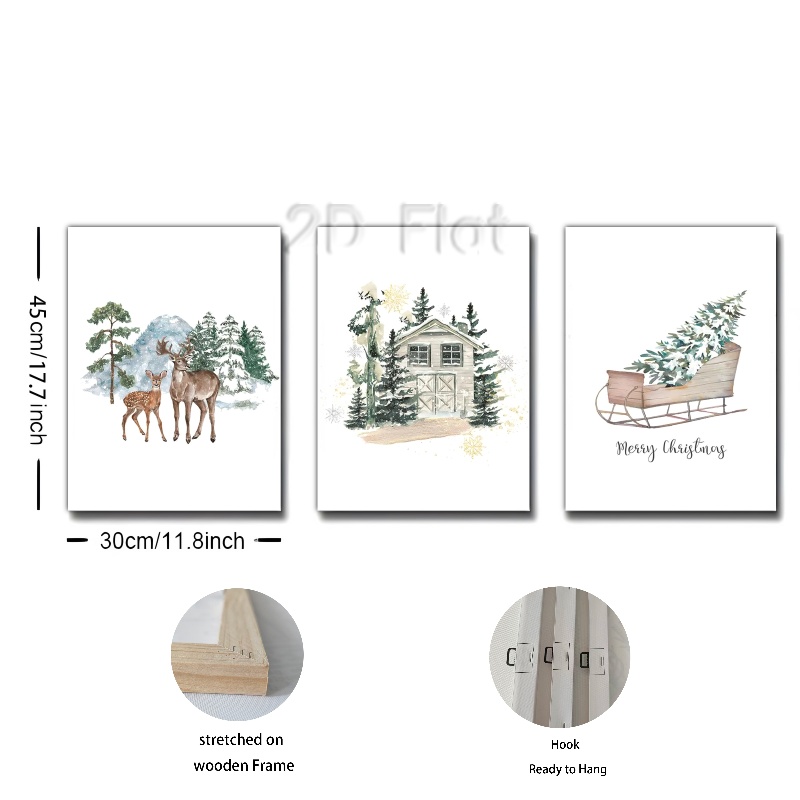 2D Flat
45cm/17.7inch
Merry Christmas
30cm/11.8inch
stretched on
wooden Frame
Hook
Ready to Hang